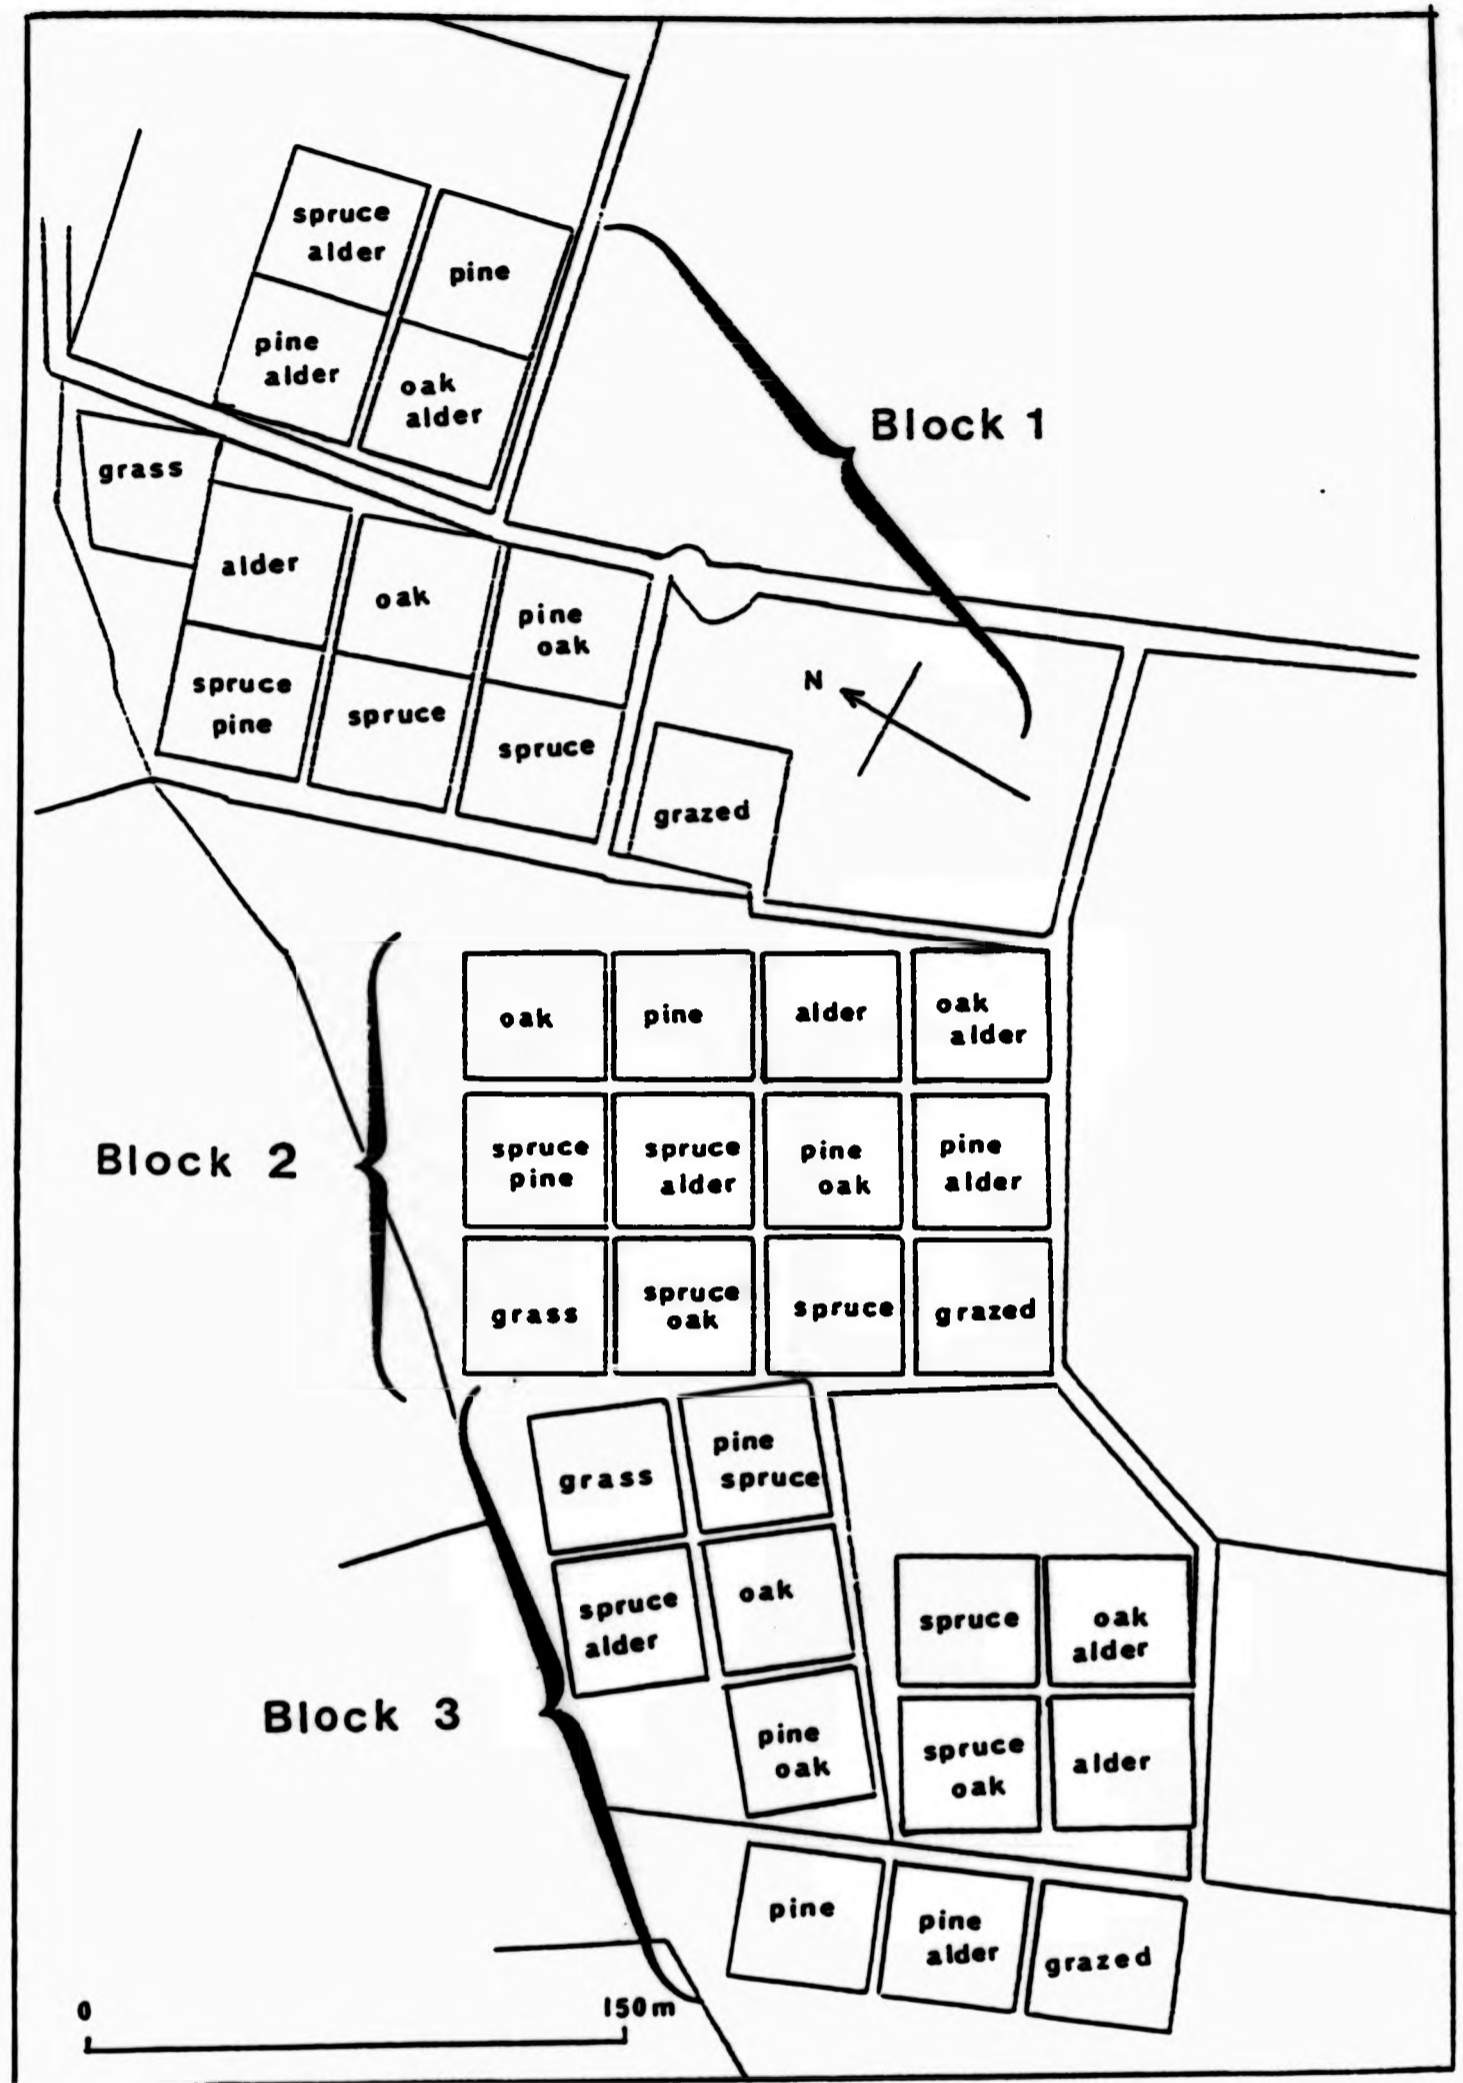 spruce
alder
pine
pine
alder
oak
alder
Block 1
grass
alder
oak
pine
oak
spruce
pine
spruce
spruce
N
grazed
oak
pine
alder
oak
alder
Block 2
spruce
pine
spruce
alder
pine
oak
pine
alder
grass
spruce
oak
spruce
grazed
grass
pine
spruce
spruce
alder
oak
spruce
oak
alder
Block 3
pine
oak
spruce
oak
alder
pine
pine
alder
grazed
0
150m